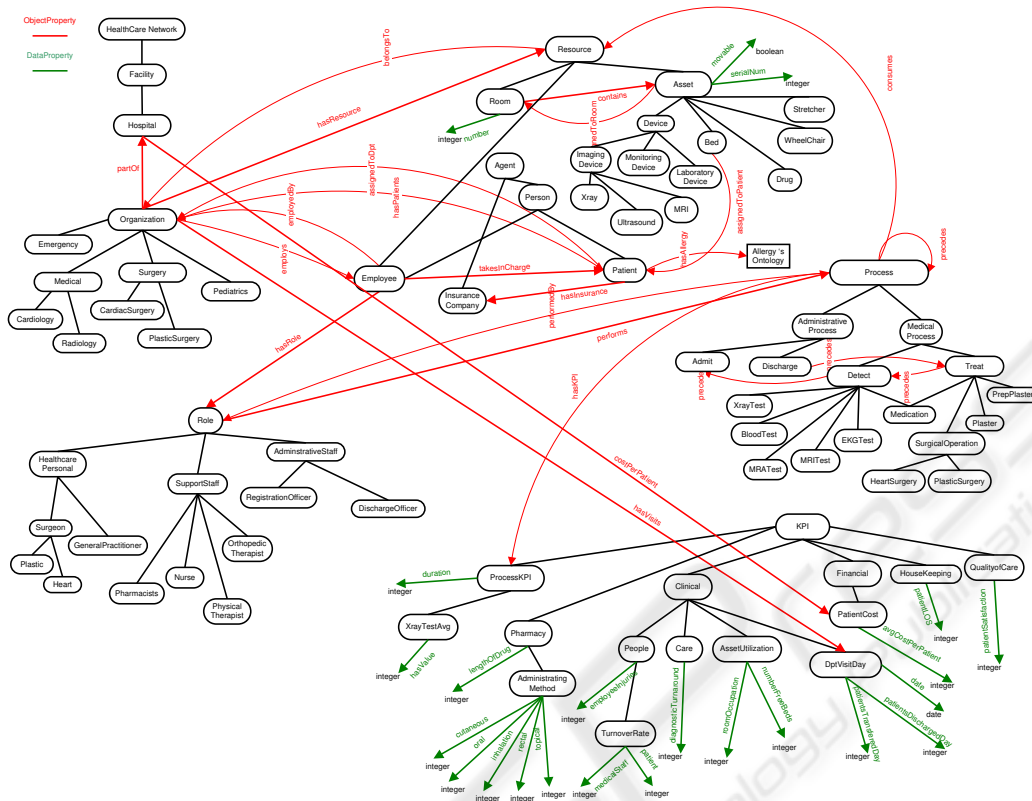 ObjectProperty
DataProperty
HealthCare Network
Facility
Hospital
partOf
Organization
Emergency
Medical
Surgery
Pediatrics
Cardiology
Radiology
CardiacSurgery
PlasticSurgery
belongsTo
hasResource
Resource
movable
boolean
serialNum
integer
Room
contains
Asset
integer
number
Stretcher
WheelChair
Drug
Device
Bed
Imaging
Device
Monitoring
Device
Laboratory
Device
Xray
Ultrasound
MRI
assignedToPatient
Agent
Person
assignedToDpt
hasPatients
employedBy
employs
Employee
takesInCharge
Patient
hasAllergy
Allergy 's
Ontology
Insurance
Company
hasInsurance
performedBy
performs
hasRole
consumes
precedes
Process
Administrative
Process
Medical
Process
Admit
Discharge
precedes
precedes
precedes
Detect
Treat
XrayTest
BloodTest
MRATest
MRITest
EKGTest
Medication
PrepPlaster
Plaster
SurgicalOperation
HeartSurgery
PlasticSurgery
hasKPI
Role
Healthcare
Personal
SupportStaff
AdminstrativeStaff
RegistrationOfficer
DischargeOfficer
Surgeon
GeneralPractitioner
Plastic
Heart
Pharmacists
Nurse
Orthopedic
Therapist
Physical
Therapist
costPerPatient
hasVisits
KPI
duration
integer
ProcessKPI
XrayTestAvg
hasValue
integer
Pharmacy
lengthOfDrug
integer
Administrating
Method
cutaneous
oral
inhalation
rectal
topical
integer
integer
integer
integer
integer
integer
Clinical
People
Care
AssetUtilization
DptVisitDay
employeeInjuries
integer
TurnoverRate
medicalStaff
patient
integer
integer
diagnosticTurnaround
integer
roomOccupation
numberFreeBeds
integer
integer
Financial
PatientCost
avgCostPerPatient
integer
HouseKeeping
patientLOS
integer
QualityofCare
patientSatisfaction
integer
date
date
patientsTransferedDay
patientsDischargedDay
integer
integer